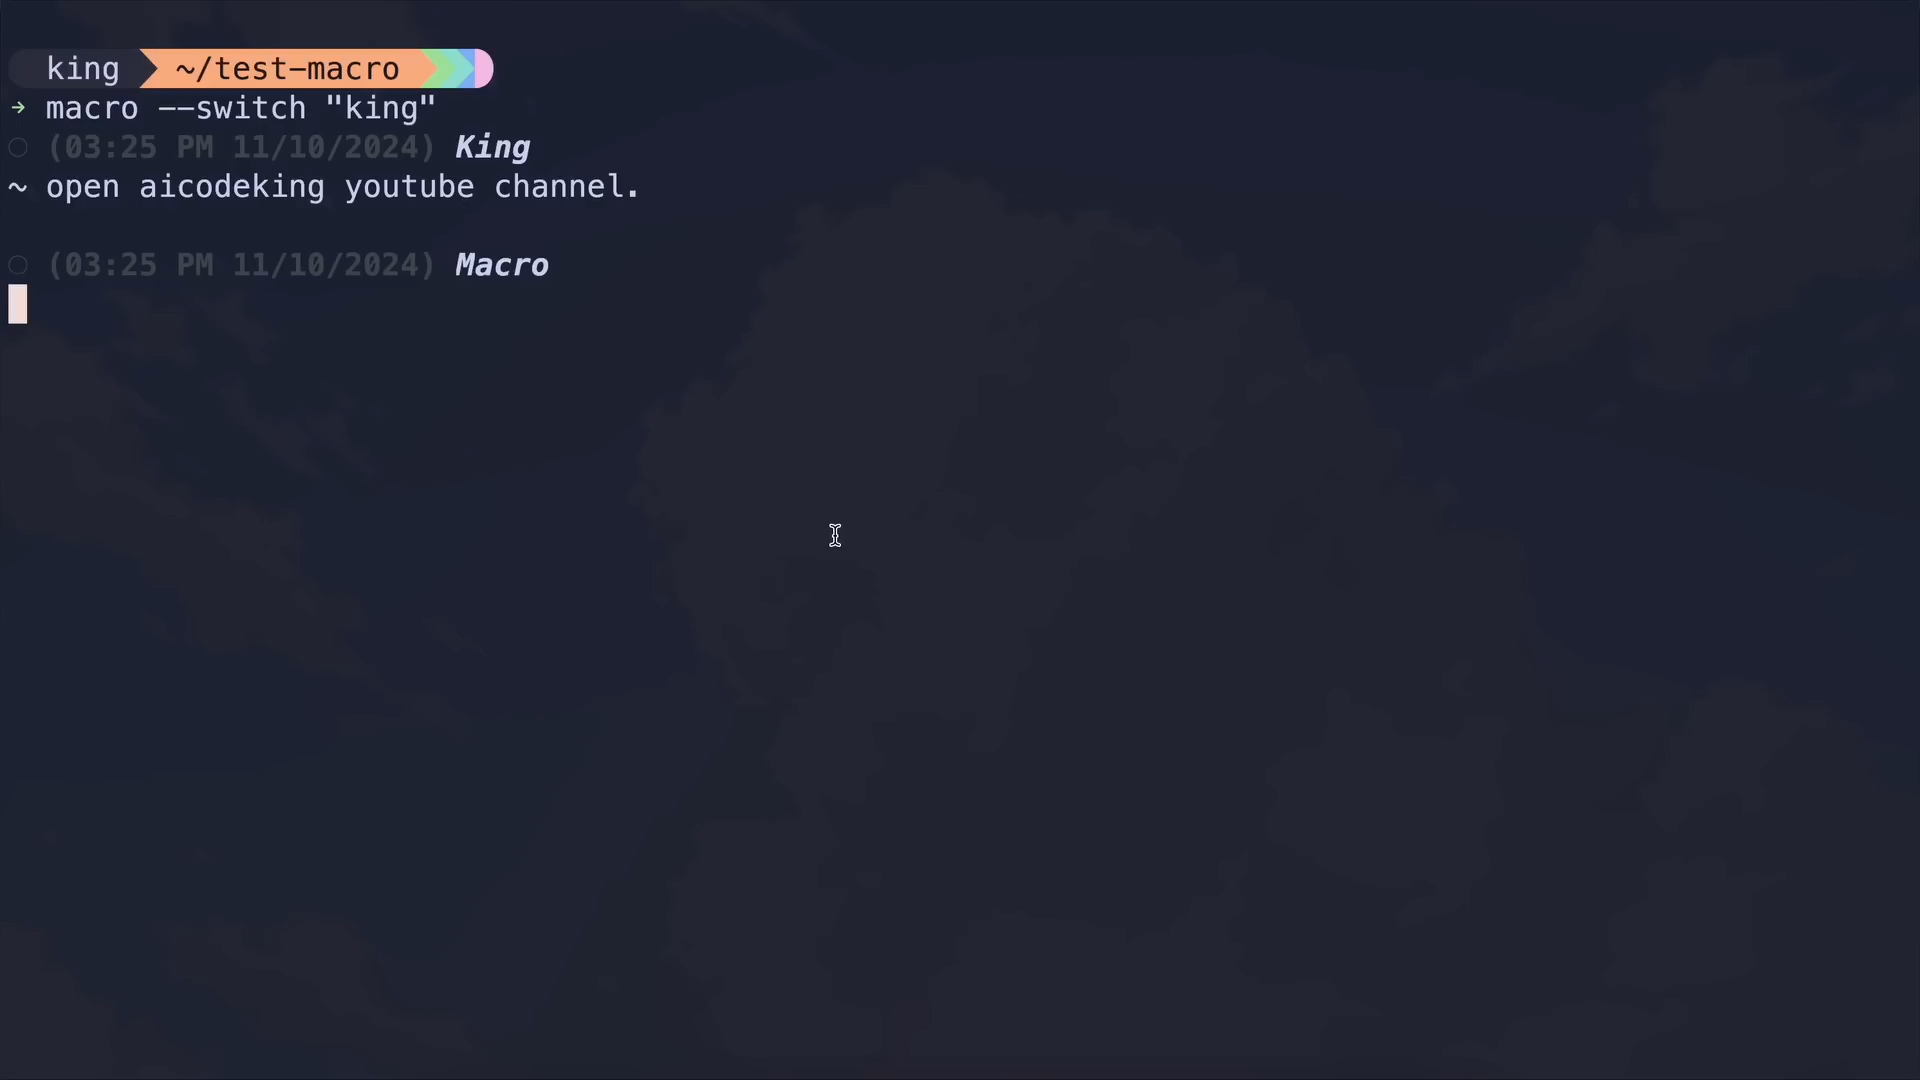 king ~/test-macro
→ macro --switch "king"
○ (03:25 PM 11/10/2024) King
~ open aicodeking youtube channel.
○ (03:25 PM 11/10/2024) Macro